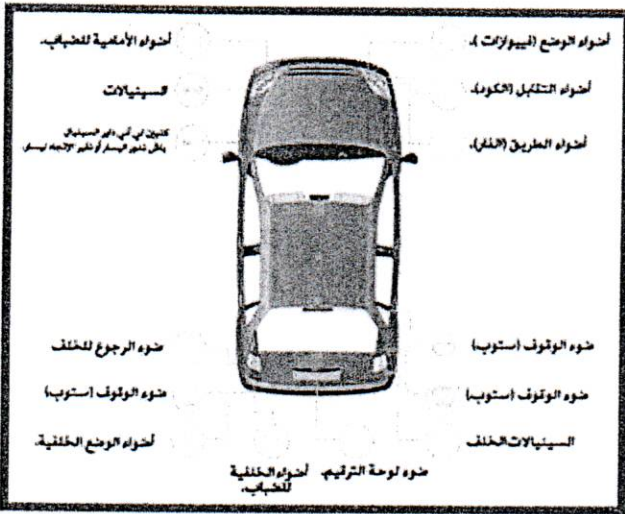 أضواء الوضع (فييوازات).
أضواء الأمامية للضباب.
أضواء التقابل (الكود).
السينيالات
أضواء الطريق (الفار).
ضوء الوقوف (ستوب)
ضوء الرجوع للخلف
ضوء الوقوف (ستوب)
ضوء الوقوف (ستوب)
السينيالات الخلف
أضواء الوضع الخلفية.
ضوء لوحة الترقيم.
أضواء الخلفية
للضباب.